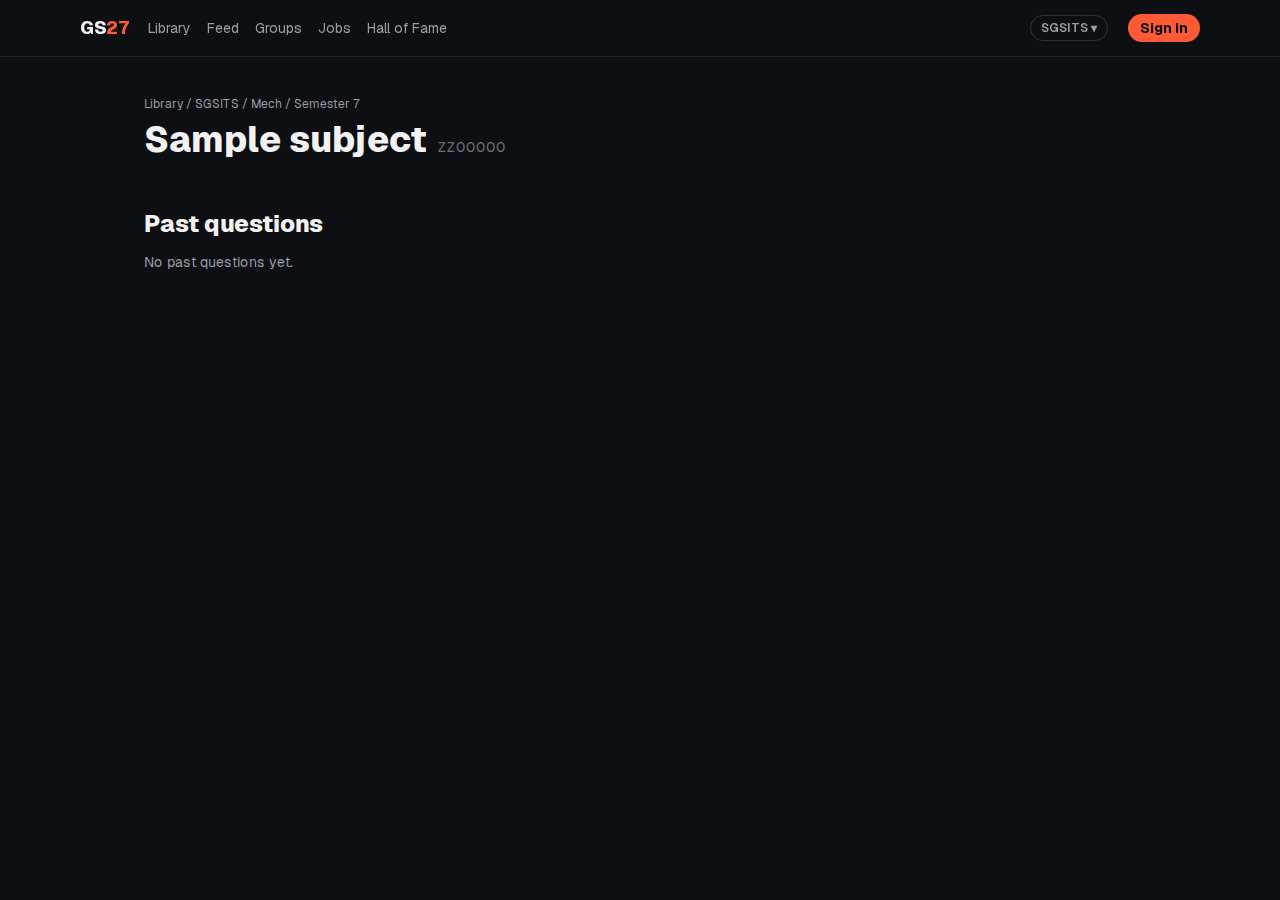 GS27 Library Feed Groups Jobs Hall of Fame SGSITS ▾ Sign in
Library / SGSITS / Mech / Semester 7
Sample subject ZZ00000
Past questions
No past questions yet.